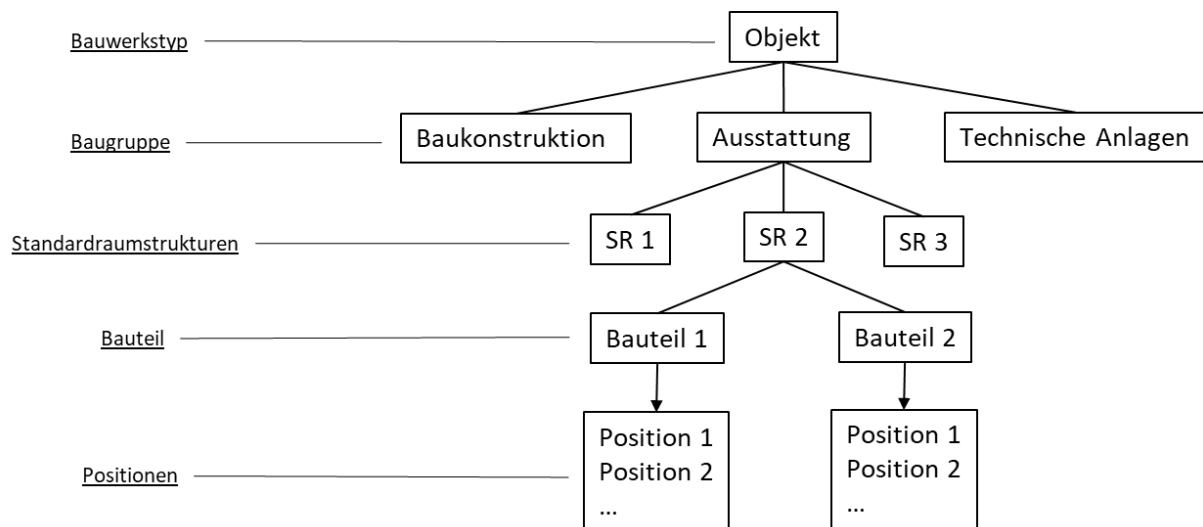 Bauwerkstyp
Objekt
Baugruppe
Baukonstruktion
Ausstattung
Technische Anlagen
Standardraumstrukturen
SR 1
SR 2
SR 3
Bauteil
Bauteil 1
Bauteil 2
Positionen
Position 1
Position 2
...
Position 1
Position 2
...